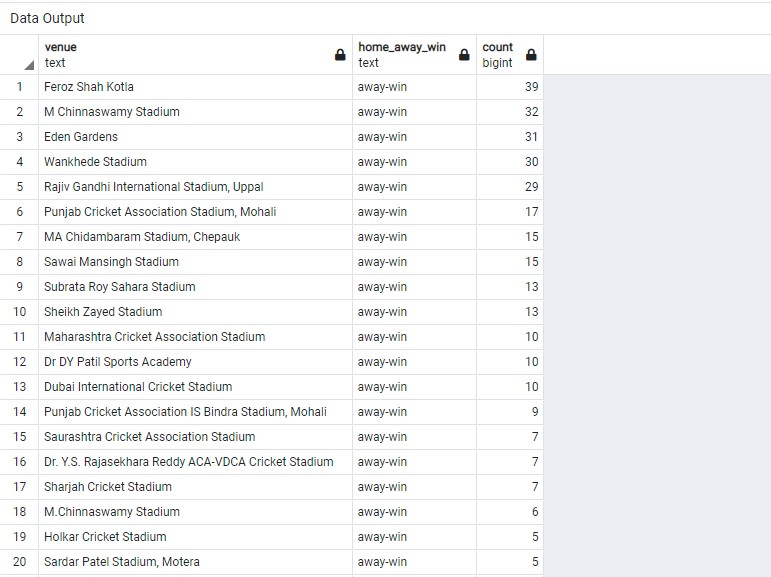 Data Output
venue home_away_win count
text text bigint
1 Feroz Shah Kotla away-win 39
2 M Chinnaswamy Stadium away-win 32
3 Eden Gardens away-win 31
4 Wankhede Stadium away-win 30
5 Rajiv Gandhi International Stadium, Uppal away-win 29
6 Punjab Cricket Association Stadium, Mohali away-win 17
7 MA Chidambaram Stadium, Chepauk away-win 15
8 Sawai Mansingh Stadium away-win 15
9 Subrata Roy Sahara Stadium away-win 13
10 Sheikh Zayed Stadium away-win 13
11 Maharashtra Cricket Association Stadium away-win 10
12 Dr DY Patil Sports Academy away-win 10
13 Dubai International Cricket Stadium away-win 10
14 Punjab Cricket Association IS Bindra Stadium, Mohali away-win 9
15 Saurashtra Cricket Association Stadium away-win 7
16 Dr. Y.S. Rajasekhara Reddy ACA-VDCA Cricket Stadium away-win 7
17 Sharjah Cricket Stadium away-win 7
18 M.Chinnaswamy Stadium away-win 6
19 Holkar Cricket Stadium away-win 5
20 Sardar Patel Stadium, Motera away-win 5